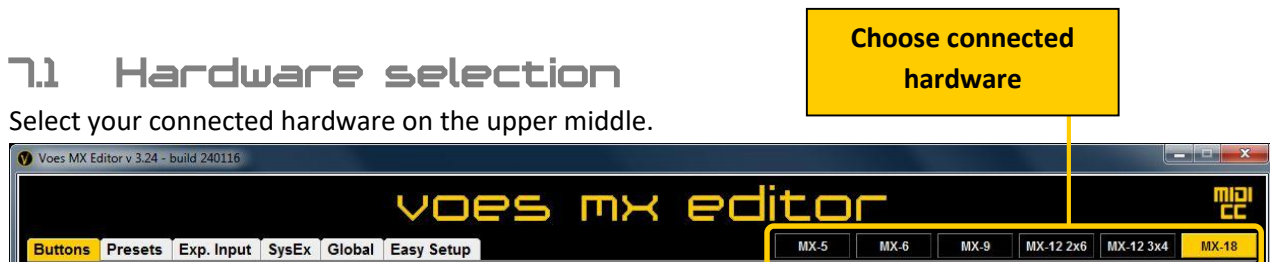 Choose connected
hardware
7.1 Hardware selection
Select your connected hardware on the upper middle.
Voes MX Editor v 3.24 - build 240116
voes mx editor
MIDI
CC
Buttons Presets Exp. Input SysEx Global Easy Setup MX-5 MX-6 MX-9 MX-12 2x6 MX-12 3x4 MX-18